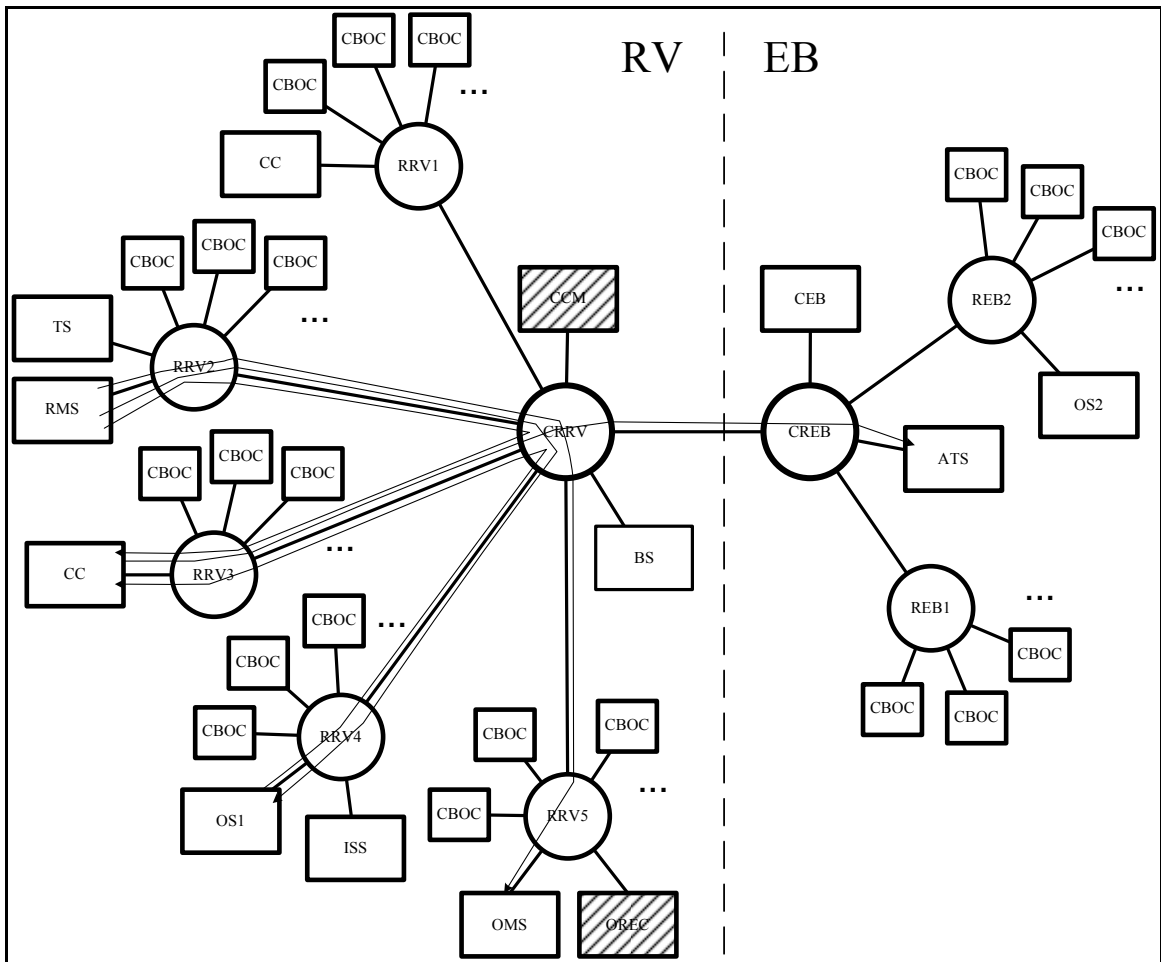 CBOC
CBOC
CBOC
...
CC
RRV1
RV
EB
CBOC
CBOC
CBOC
...
REB2
CEB
OS2
CBOC
CBOC
CBOC
...
TS
RRV2
RMS
CCM
CRRV
CREB
ATS
BS
CBOC
CBOC
CBOC
...
CC
RRV3
REB1
...
CBOC
CBOC
CBOC
CBOC
...
CBOC
CBOC
RRV4
OS1
ISS
CBOC
CBOC
...
CBOC
RRV5
OMS
OREC